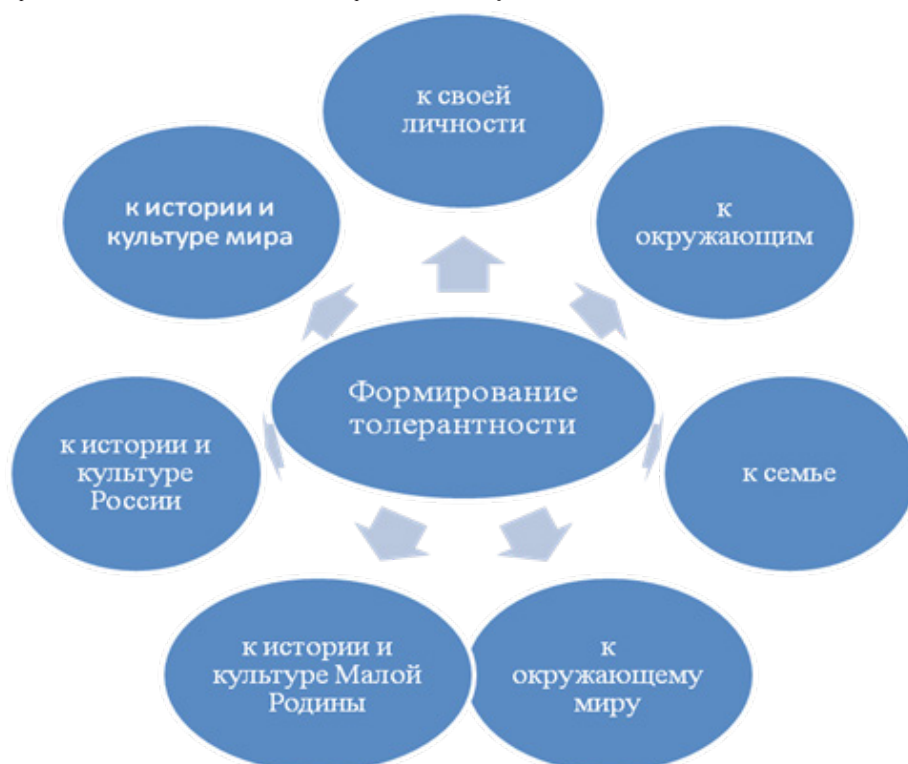 к своей
личности
к
окружающим
к семье
к
окружающему
миру
к истории и
культуре Малой
Родины
к истории и
культуре
России
к истории и
культуре мира
Формирование
толерантности